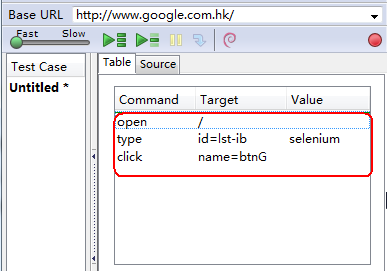 Base URL http://www.google.com.hk/
Fast Slow
Test Case
Untitled *
Table Source
Command Target Value
open /
type id=lst-ib selenium
click name=btnG